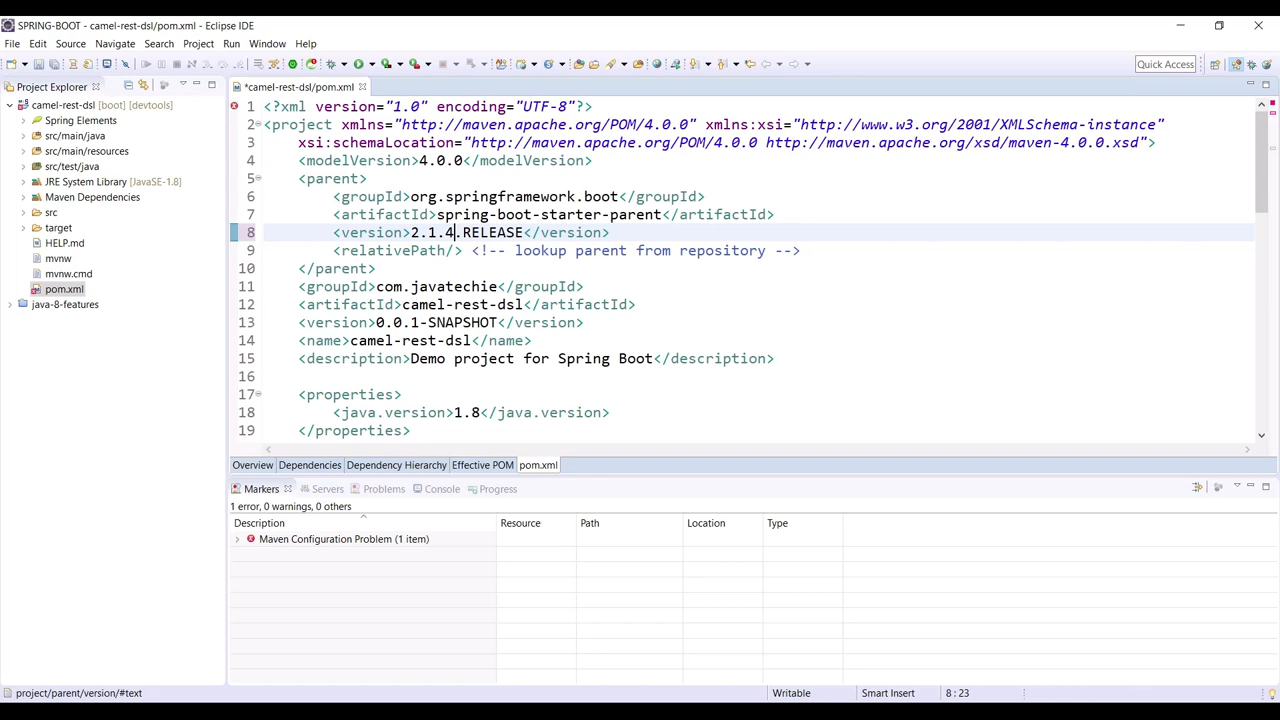 SPRING-BOOT - camel-rest-dsl/pom.xml - Eclipse IDE
File Edit Source Navigate Search Project Run Window Help
Quick Access
Project Explorer
camel-rest-dsl [boot] [devtools]
Spring Elements
src/main/java
src/main/resources
src/test/java
JRE System Library [JavaSE-1.8]
Maven Dependencies
src
target
HELP.md
mvnw
mvnw.cmd
pom.xml
java-8-features
*camel-rest-dsl/pom.xml
1 <?xml version="1.0" encoding="UTF-8"?>
2 <project xmlns="http://maven.apache.org/POM/4.0.0" xmlns:xsi="http://www.w3.org/2001/XMLSchema-instance"
3 xsi:schemaLocation="http://maven.apache.org/POM/4.0.0 http://maven.apache.org/xsd/maven-4.0.0.xsd">
4 <modelVersion>4.0.0</modelVersion>
5 <parent>
6 <groupId>org.springframework.boot</groupId>
7 <artifactId>spring-boot-starter-parent</artifactId>
8 <version>2.1.4.RELEASE</version>
9 <relativePath/> <!-- lookup parent from repository -->
10 </parent>
11 <groupId>com.javatechie</groupId>
12 <artifactId>camel-rest-dsl</artifactId>
13 <version>0.0.1-SNAPSHOT</version>
14 <name>camel-rest-dsl</name>
15 <description>Demo project for Spring Boot</description>
16
17 <properties>
18 <java.version>1.8</java.version>
19 </properties>
Overview Dependencies Dependency Hierarchy Effective POM pom.xml
Markers Servers Problems Console Progress
1 error, 0 warnings, 0 others
Description Resource Path Location Type
Maven Configuration Problem (1 item)
project/parent/version/#text Writable Smart Insert 8 : 23